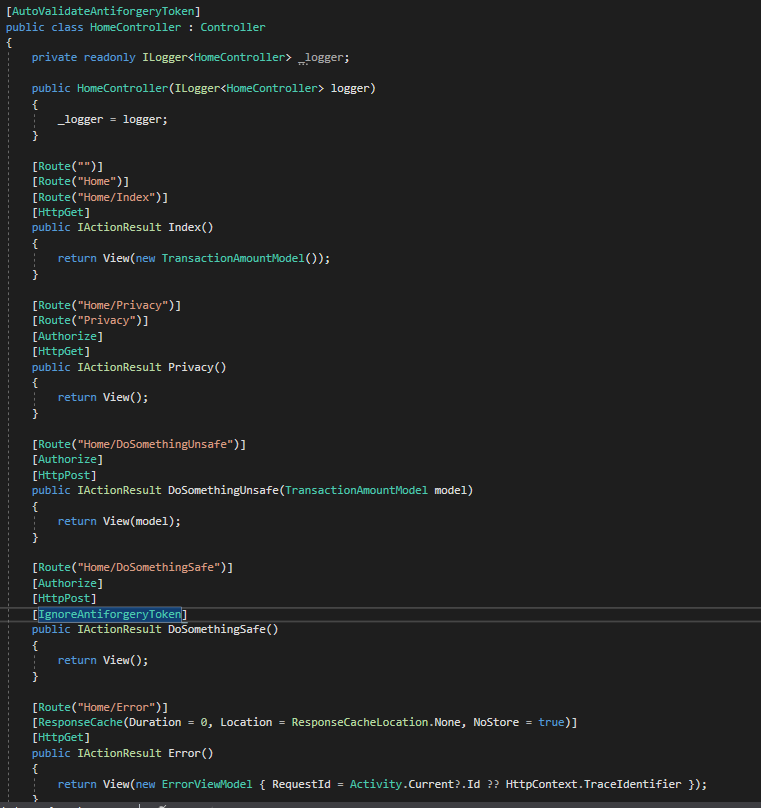 [AutoValidateAntiforgeryToken]
public class HomeController : Controller
{
    private readonly ILogger<HomeController> _logger;

    public HomeController(ILogger<HomeController> logger)
    {
        _logger = logger;
    }

    [Route("")]
    [Route("Home")]
    [Route("Home/Index")]
    [HttpGet]
    public IActionResult Index()
    {
        return View(new TransactionAmountModel());
    }

    [Route("Home/Privacy")]
    [Route("Privacy")]
    [Authorize]
    [HttpGet]
    public IActionResult Privacy()
    {
        return View();
    }

    [Route("Home/DoSomethingUnsafe")]
    [Authorize]
    [HttpPost]
    public IActionResult DoSomethingUnsafe(TransactionAmountModel model)
    {
        return View(model);
    }

    [Route("Home/DoSomethingSafe")]
    [Authorize]
    [HttpPost]
    [IgnoreAntiforgeryToken]
    public IActionResult DoSomethingSafe()
    {
        return View();
    }

    [Route("Home/Error")]
    [ResponseCache(Duration = 0, Location = ResponseCacheLocation.None, NoStore = true)]
    [HttpGet]
    public IActionResult Error()
    {
        return View(new ErrorViewModel { RequestId = Activity.Current?.Id ?? HttpContext.TraceIdentifier });
    }